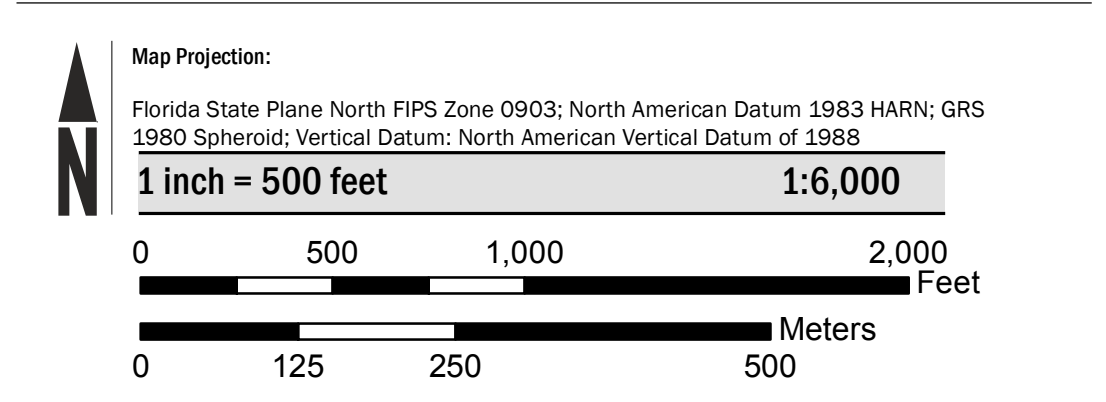 Map Projection:
N
Florida State Plane North FIPS Zone 0903; North American Datum 1983 HARN; GRS
1980 Spheroid; Vertical Datum: North American Vertical Datum of 1988
1 inch = 500 feet 1:6,000
0 500 1,000 2,000
Feet
Meters
0 125 250 500